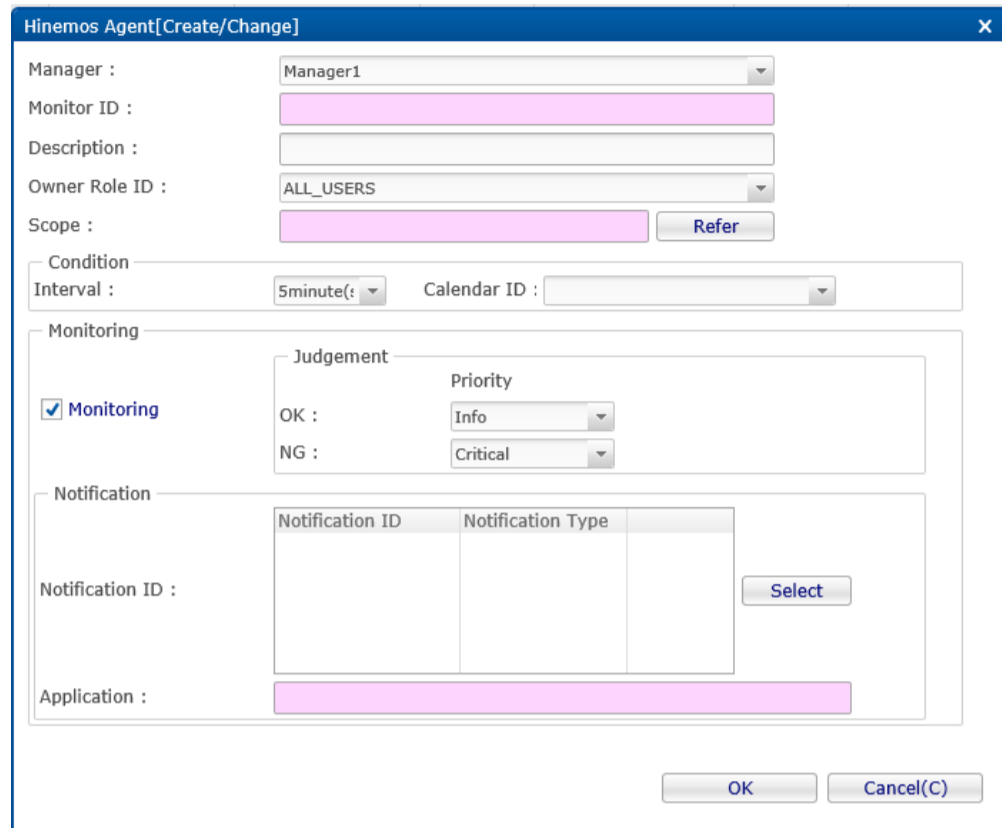 Hinemos Agent[Create/Change]
Manager :
Manager1
Monitor ID :
Description :
Owner Role ID :
ALL_USERS
Scope :
Refer
Condition
Interval :
5minute(s
Calendar ID :
Monitoring
Judgement
Priority
Monitoring
OK :
Info
NG :
Critical
Notification
Notification ID
Notification Type
Notification ID :
Select
Application :
OK
Cancel(C)